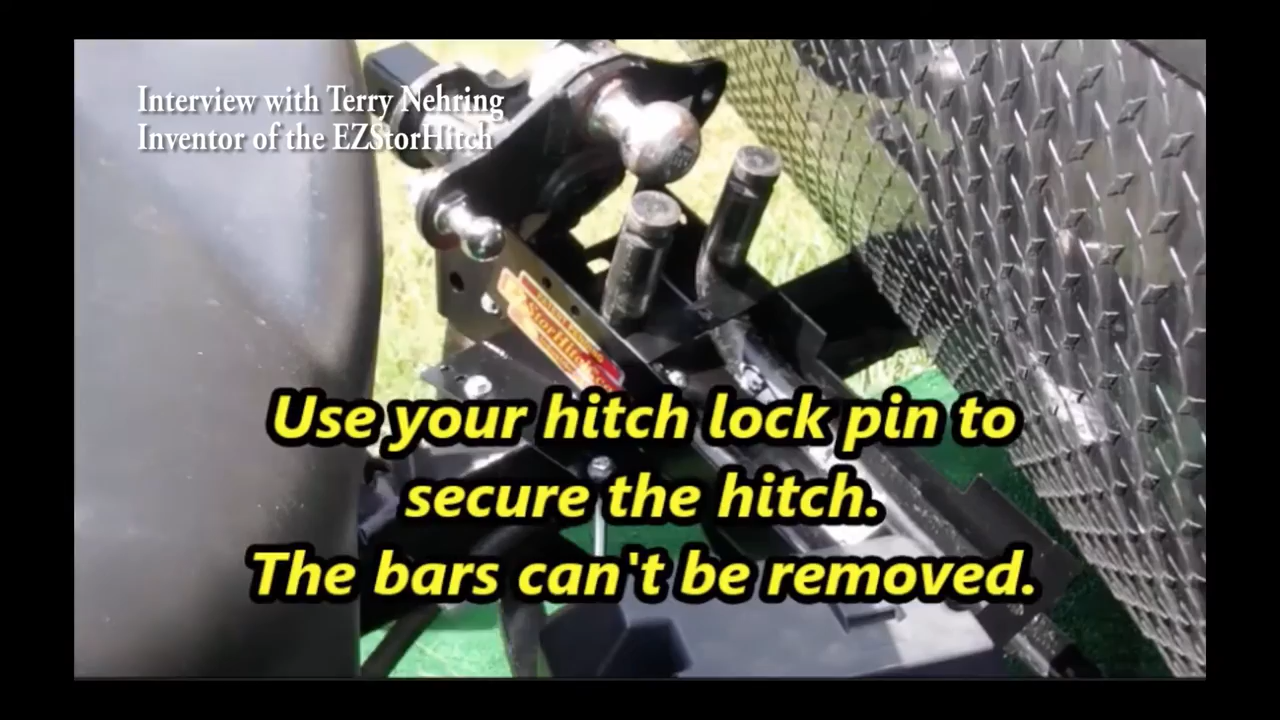 Interview with Terry Nehring
Inventor of the EZStorHitch
StorHitch
Use your hitch lock pin to
secure the hitch.
The bars can't be removed.